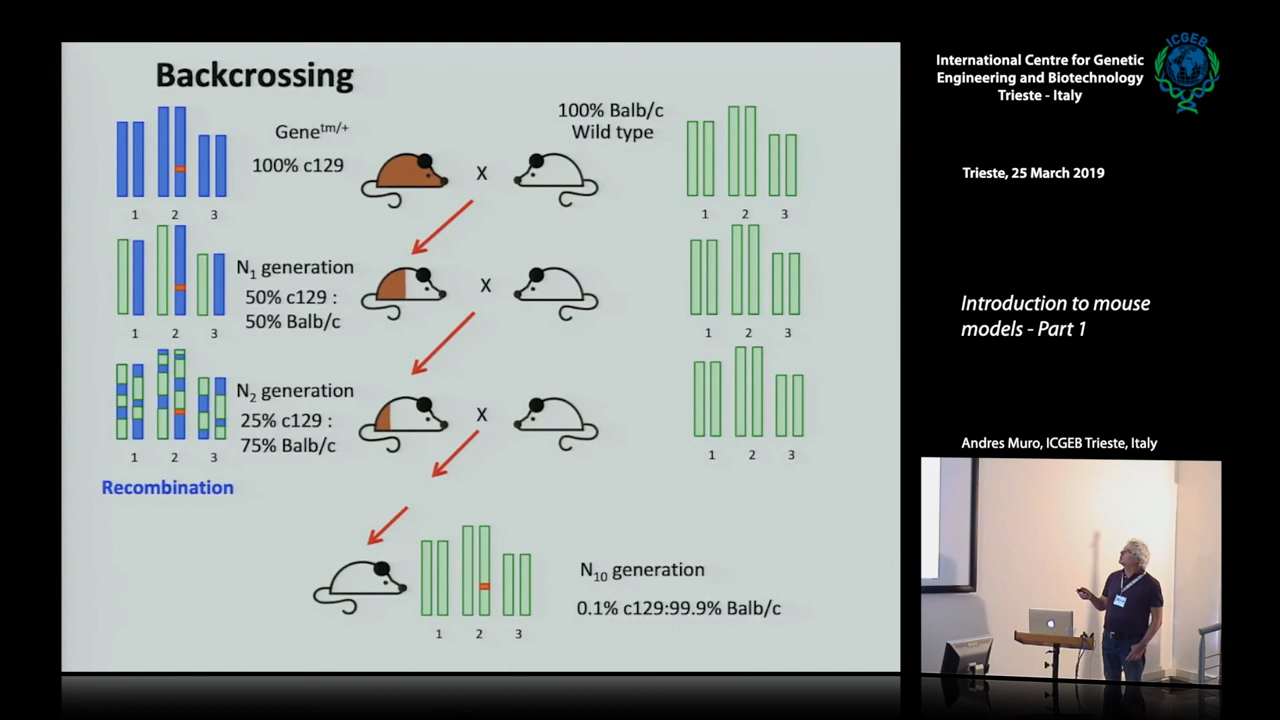 Backcrossing
Gene^tm/+
100% c129
100% Balb/c
Wild type
X
1 2 3
1 2 3
N₁ generation
50% c129 :
50% Balb/c
X
1 2 3
1 2 3
N₂ generation
25% c129 :
75% Balb/c
X
1 2 3
1 2 3
Recombination
N₁₀ generation
0.1% c129:99.9% Balb/c
1 2 3
International Centre for Genetic
Engineering and Biotechnology
Trieste - Italy
ICGEB
Trieste, 25 March 2019
Introduction to mouse
models - Part 1
Andres Muro, ICGEB Trieste, Italy